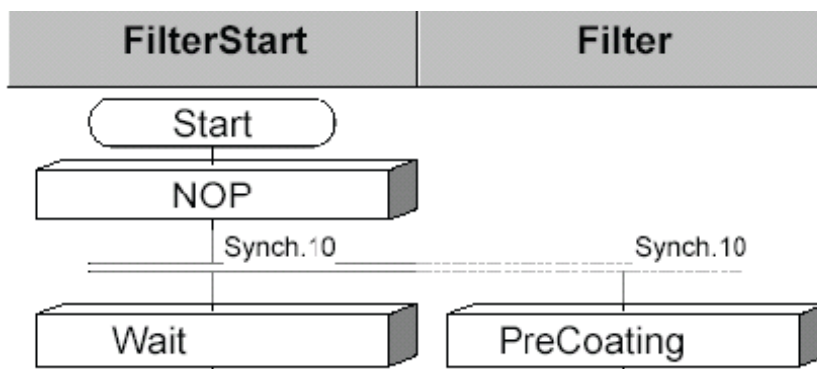 FilterStart
Filter
Start
NOP
Synch.10
Synch.10
Wait
PreCoating